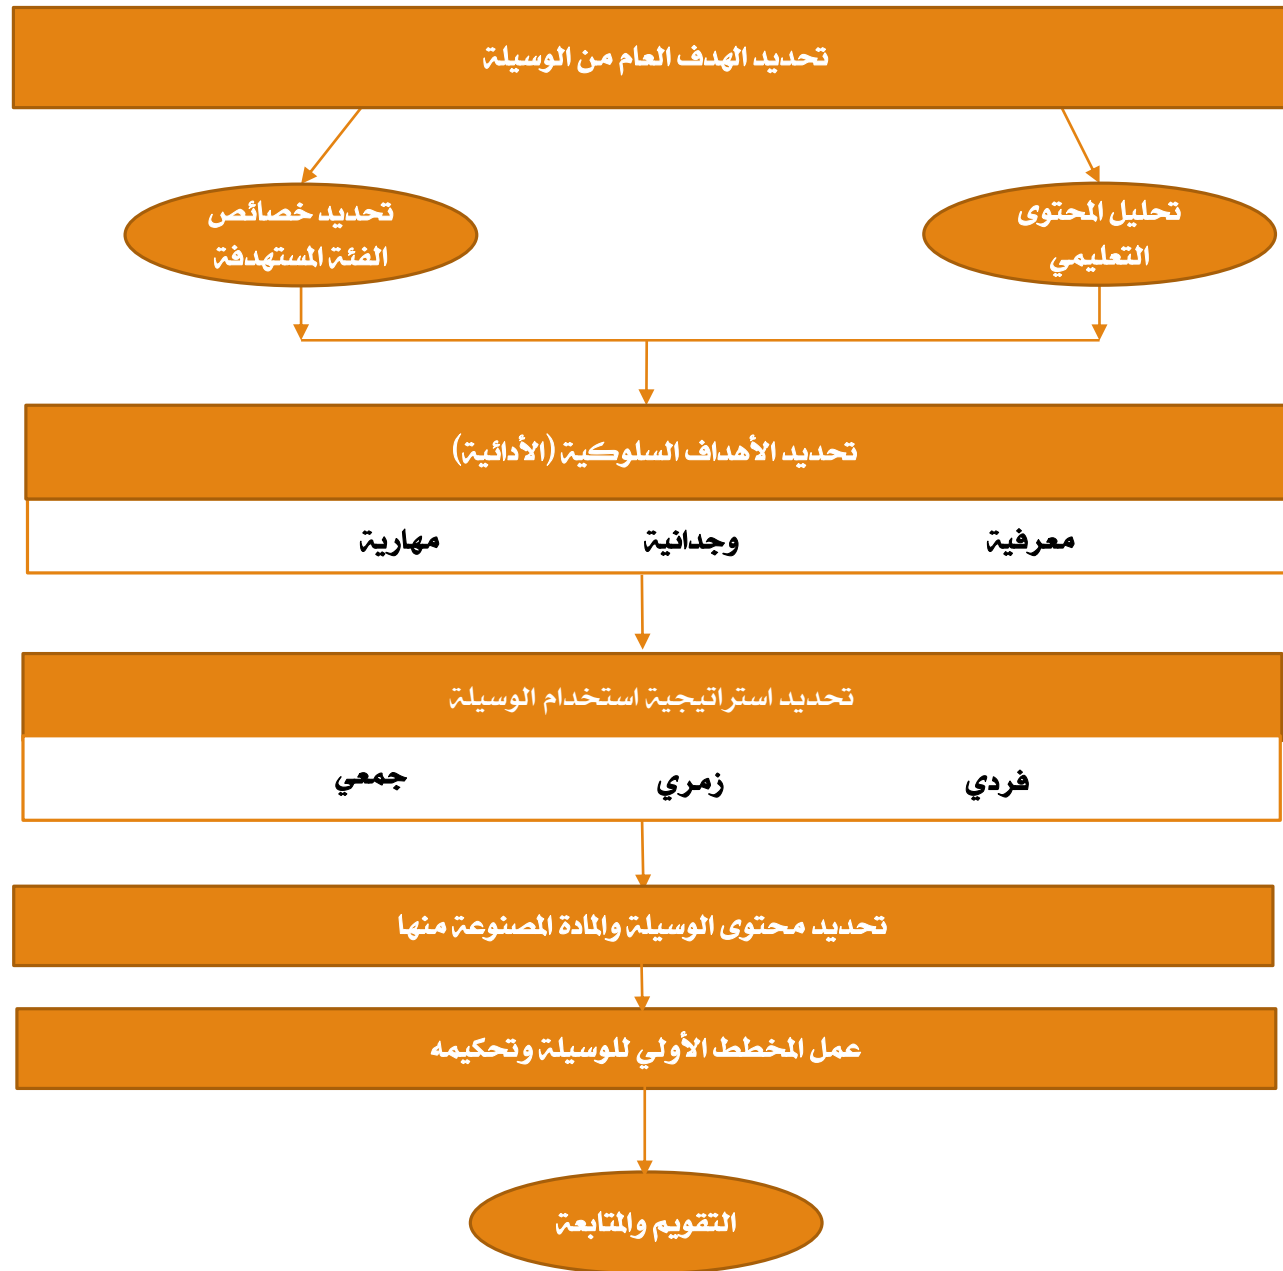 تحديد الهدف العام من الوسيلة
تحليل المحتوى
التعليمي
تحديد خصائص
الفئة المستهدفة
تحديد الأهداف السلوكية (الأدائية)
معرفية
وجدانية
مهارية
تحديد استراتيجية استخدام الوسيلة
فردي
زمري
جمعي
تحديد محتوى الوسيلة والمادة المصنوعة منها
عمل المخطط الأولي للوسيلة وتحكيمه
التقويم والمتابعة